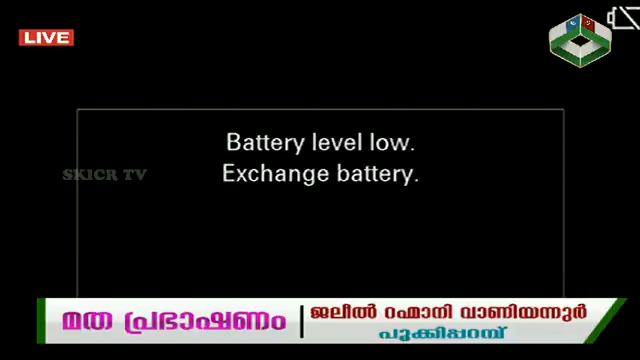 LIVE
Battery level low.
Exchange battery.
SKICR TV
മത പ്രഭാഷണം
ജലീൽ റഹ്മാനി വാണിയന്നൂർ
പൂക്കിപ്പറമ്പ്